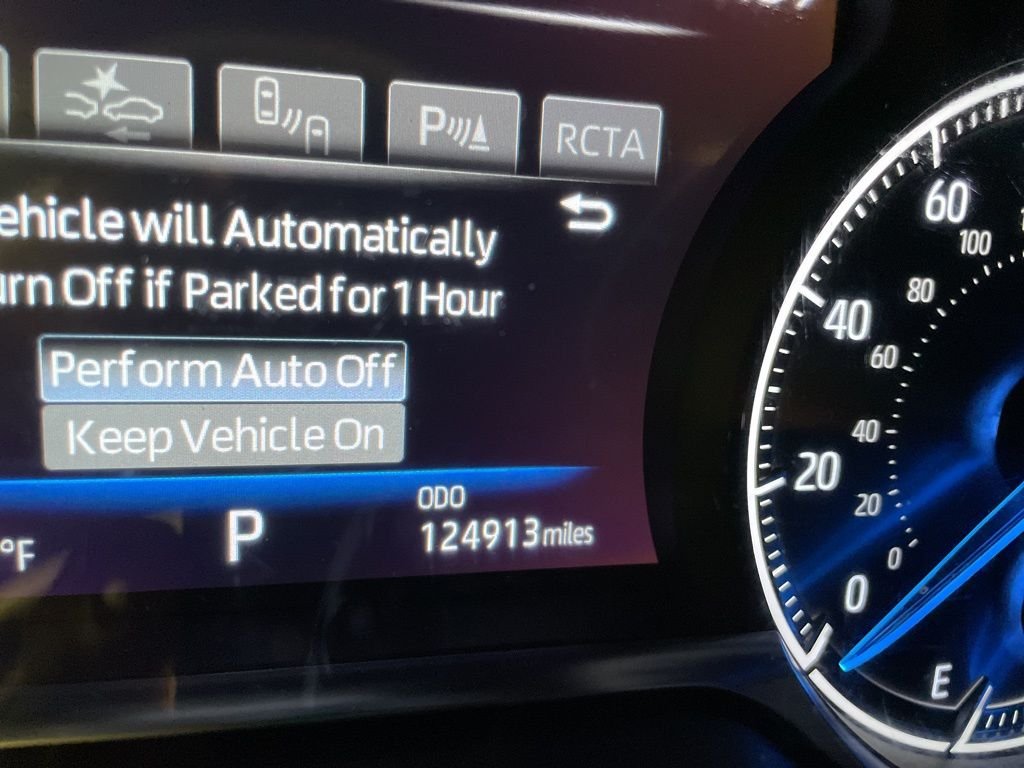 P
RCTA
ehicle will Automatically
urn Off if Parked for 1 Hour
Perform Auto Off
Keep Vehicle On
ODO
°F
P
124913 miles
60
100
80
40
60
40
20
20
0
0
E